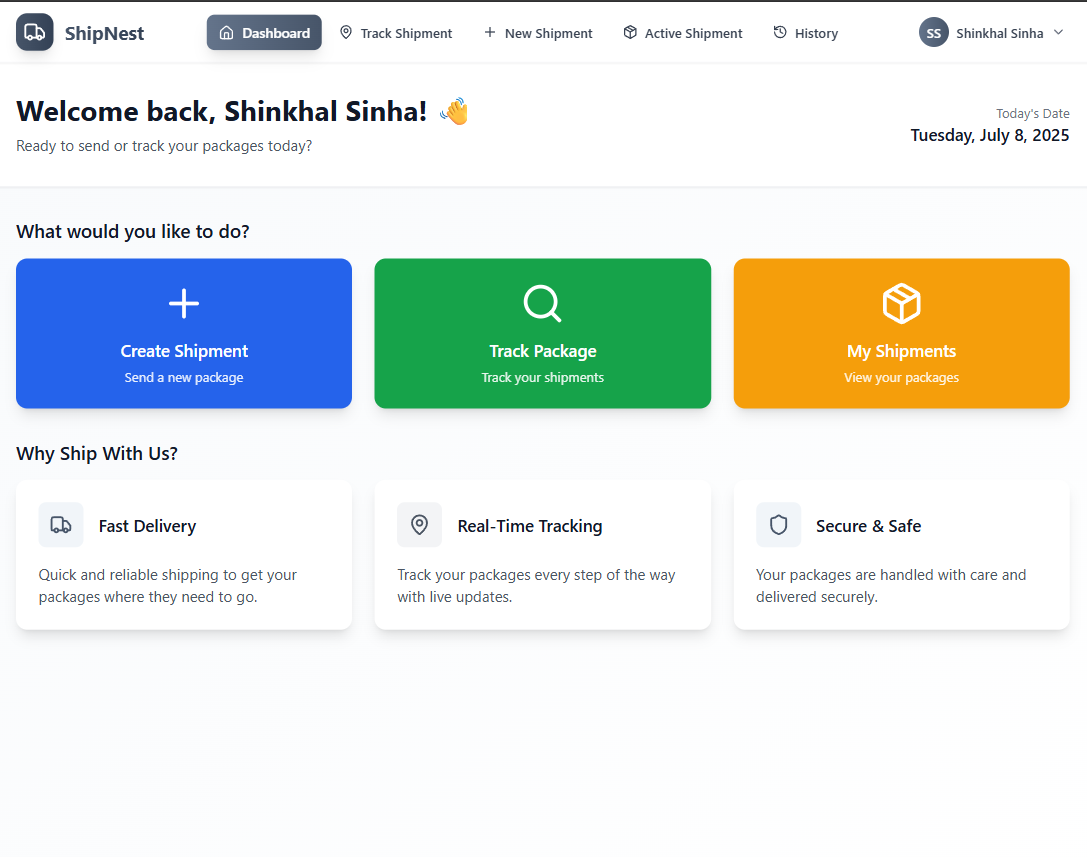 ShipNest
Dashboard
Track Shipment
New Shipment
Active Shipment
History
SS
Shinkhal Sinha
Welcome back, Shinkhal Sinha! 👋
Ready to send or track your packages today?
Today's Date
Tuesday, July 8, 2025
What would you like to do?
Create Shipment
Send a new package
Track Package
Track your shipments
My Shipments
View your packages
Why Ship With Us?
Fast Delivery
Quick and reliable shipping to get your
packages where they need to go.
Real-Time Tracking
Track your packages every step of the way
with live updates.
Secure & Safe
Your packages are handled with care and
delivered securely.